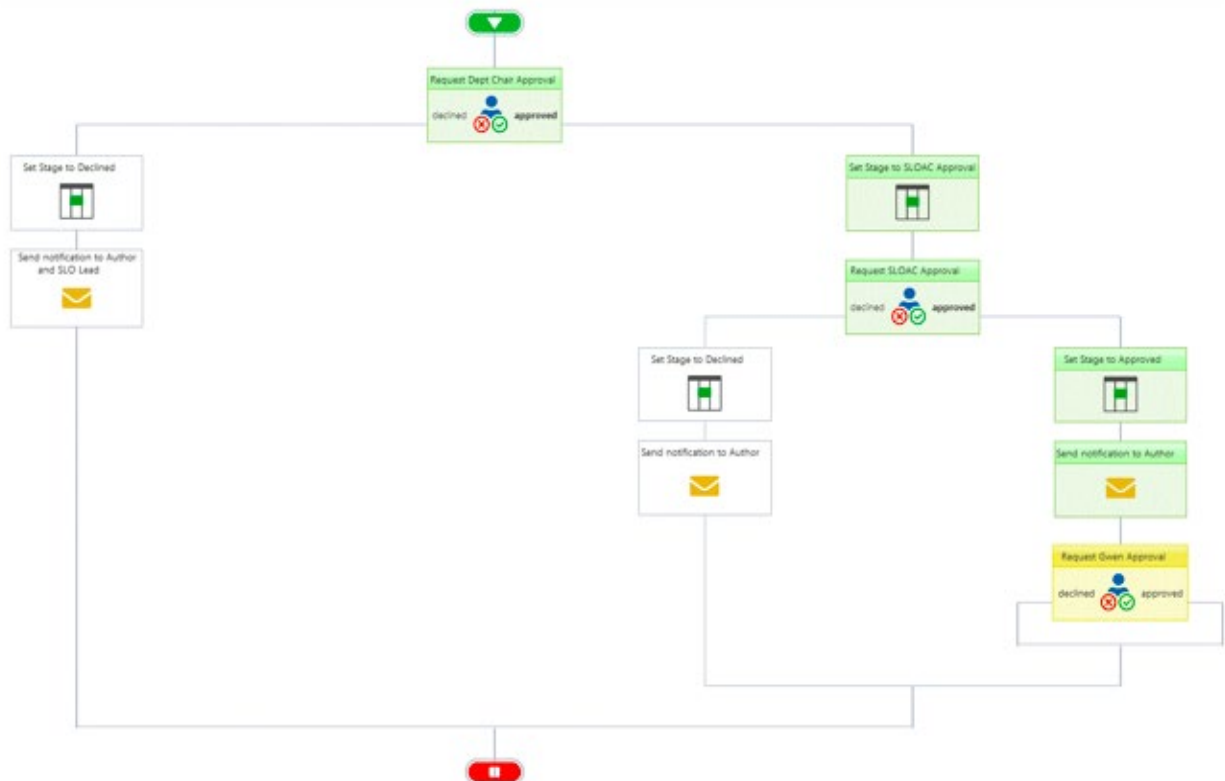 Request Dept Chair Approval
declined approved
Set Stage to Declined
Send notification to Author
and SLO Lead
Set Stage to SLOAC Approval
Request SLOAC Approval
declined approved
Set Stage to Declined
Send notification to Author
Set Stage to Approved
Send notification to Author
Request Gwen Approval
declined approved